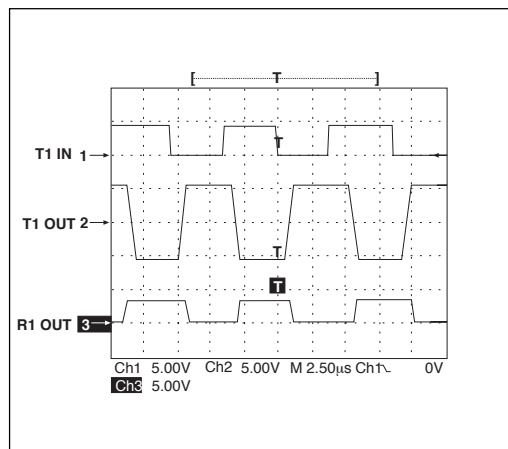 [ T ]
T
T1 IN 1
T1 OUT 2
T
T
R1 OUT 3
Ch1 5.00V Ch2 5.00V M 2.50μs Ch1 0V
Ch3 5.00V